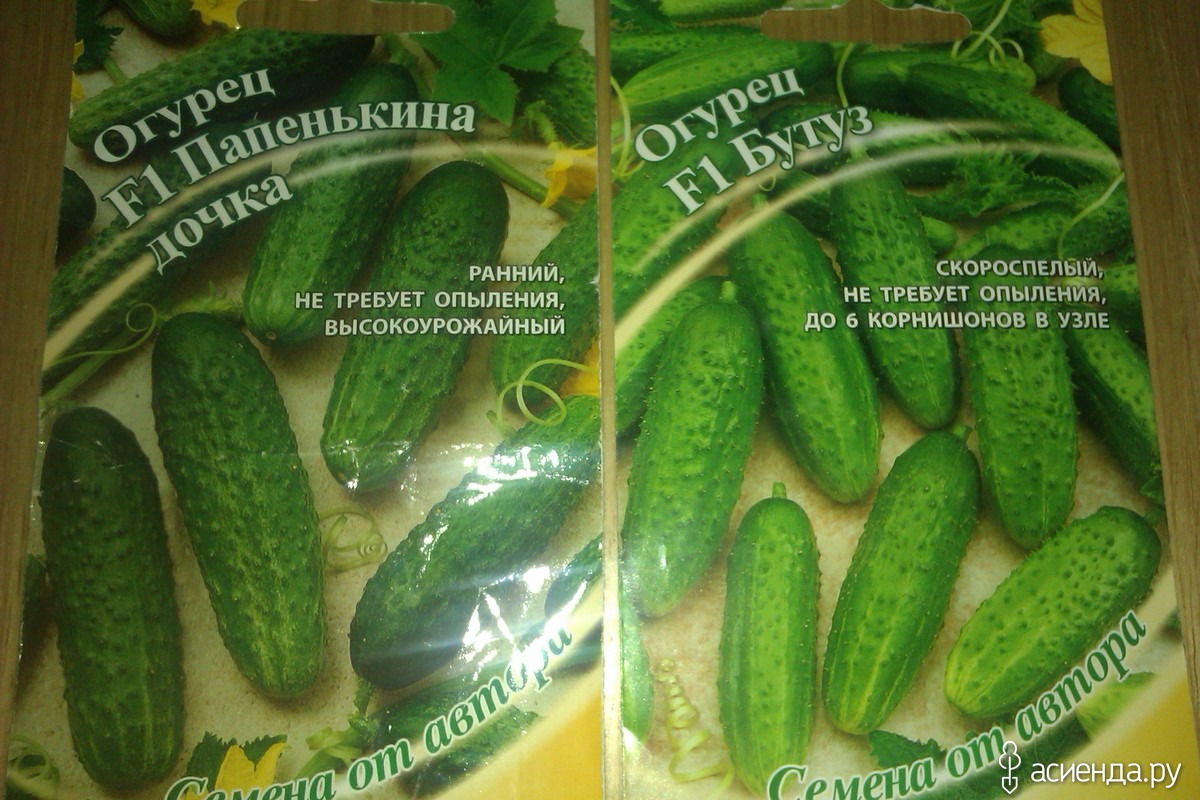 Огурец
F1 Папенькина
дочка
РАННИЙ,
НЕ ТРЕБУЕТ ОПЫЛЕНИЯ,
ВЫСОКОУРОЖАЙНЫЙ
Семена от автора
Огурец
F1 Бутуз
СКОРОСПЕЛЫЙ,
НЕ ТРЕБУЕТ ОПЫЛЕНИЯ,
ДО 6 КОРНИШОНОВ В УЗЛЕ
Семена от автора
асиенда.ру